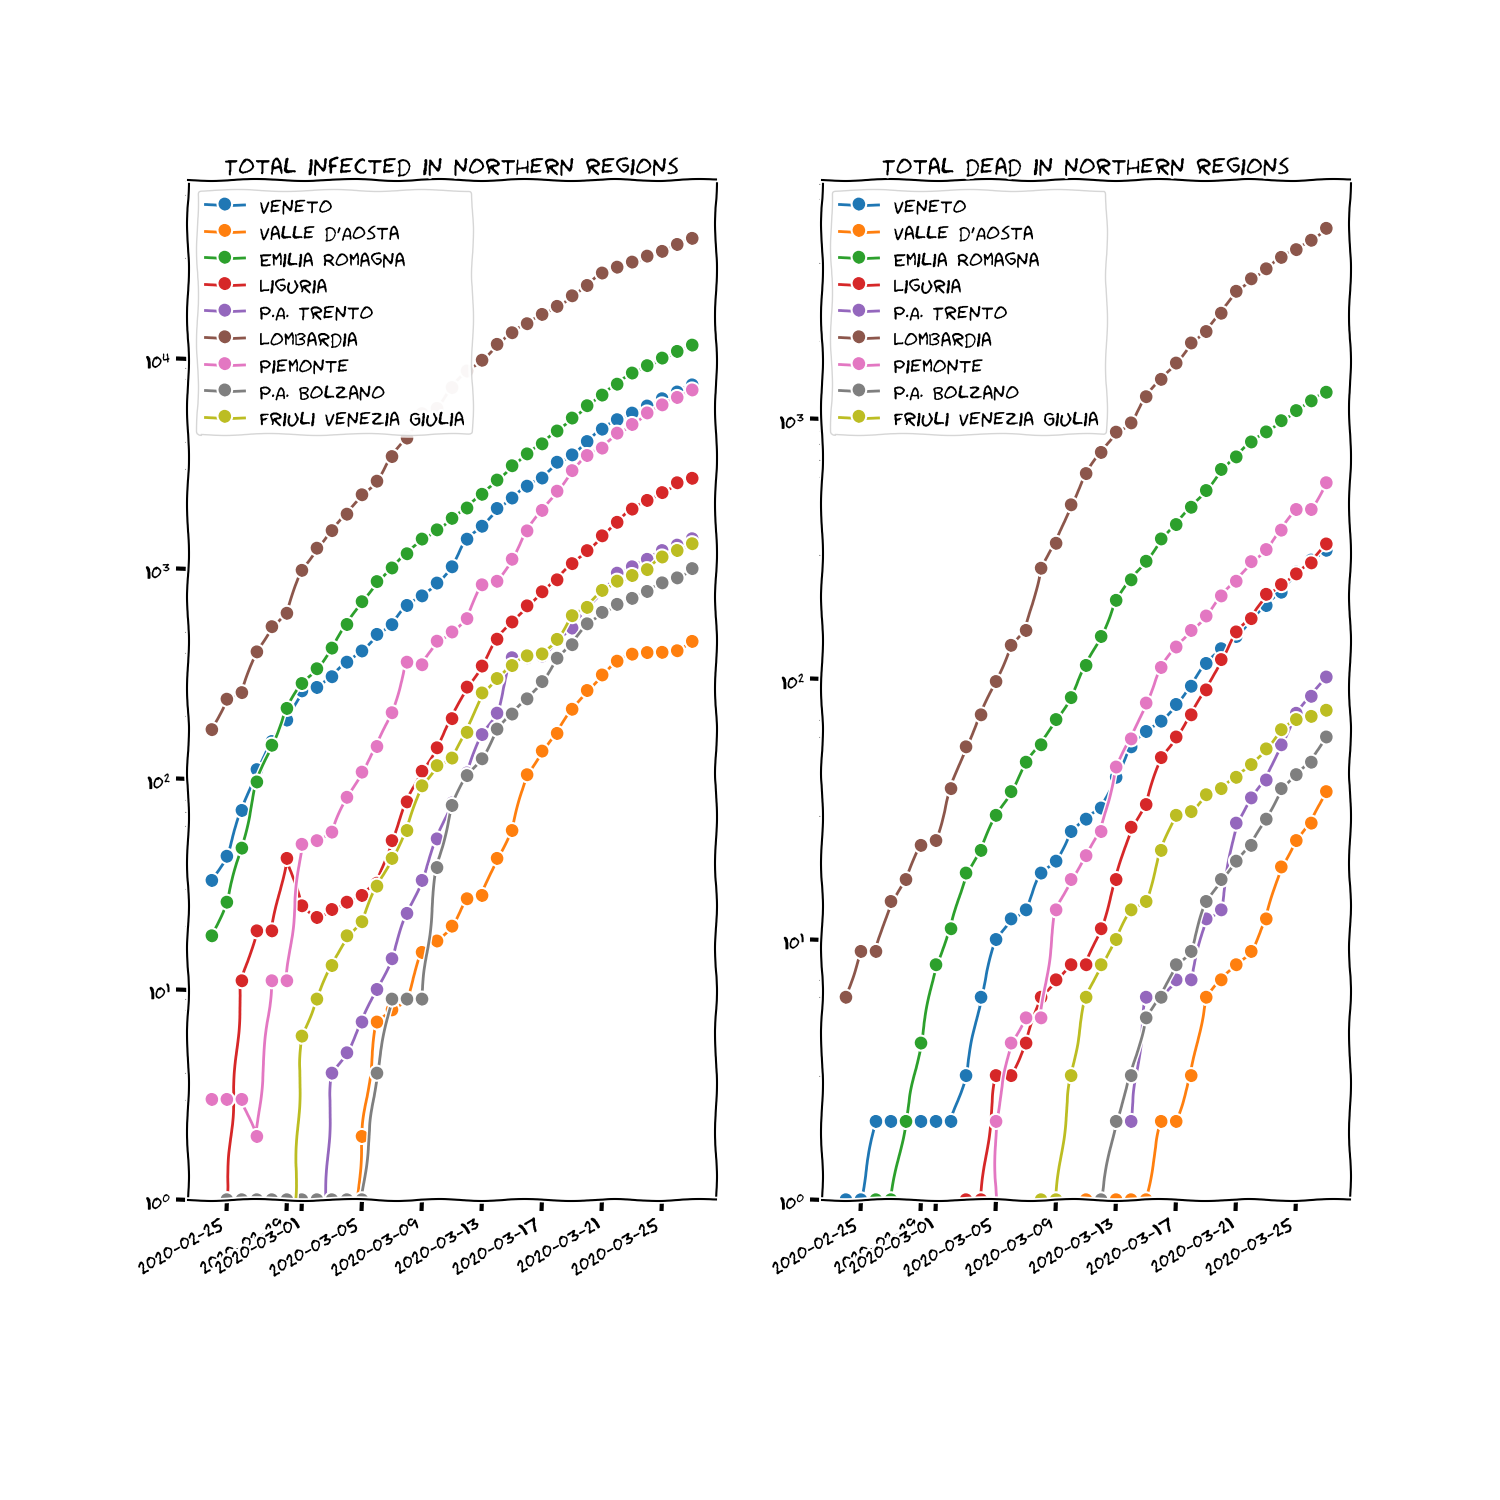 TOTAL INFECTED IN NORTHERN REGIONS
VENETO
VALLE D'AOSTA
EMILIA ROMAGNA
LIGURIA
P.A. TRENTO
LOMBARDIA
PIEMONTE
P.A. BOLZANO
FRIULI VENEZIA GIULIA
10⁴
10³
10²
10¹
10⁰
2020-02-25
2020-03-01
2020-03-05
2020-03-09
2020-03-13
2020-03-17
2020-03-21
2020-03-25
TOTAL DEAD IN NORTHERN REGIONS
VENETO
VALLE D'AOSTA
EMILIA ROMAGNA
LIGURIA
P.A. TRENTO
LOMBARDIA
PIEMONTE
P.A. BOLZANO
FRIULI VENEZIA GIULIA
10³
10²
10¹
10⁰
2020-02-25
2020-03-01
2020-03-05
2020-03-09
2020-03-13
2020-03-17
2020-03-21
2020-03-25